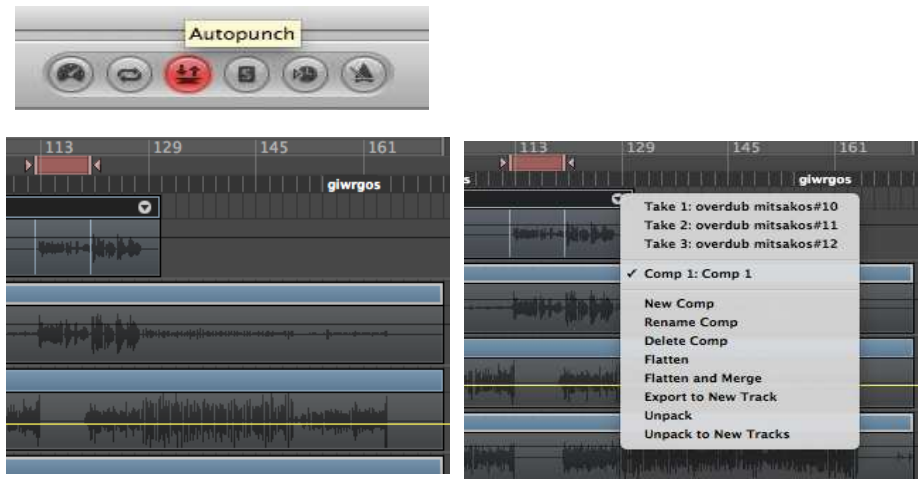 Autopunch
113 129 145 161
giwrgos
113 129 145 161
s giwrgos
Take 1: overdub mitsakos#10
Take 2: overdub mitsakos#11
Take 3: overdub mitsakos#12
✓ Comp 1: Comp 1
New Comp
Rename Comp
Delete Comp
Flatten
Flatten and Merge
Export to New Track
Unpack
Unpack to New Tracks